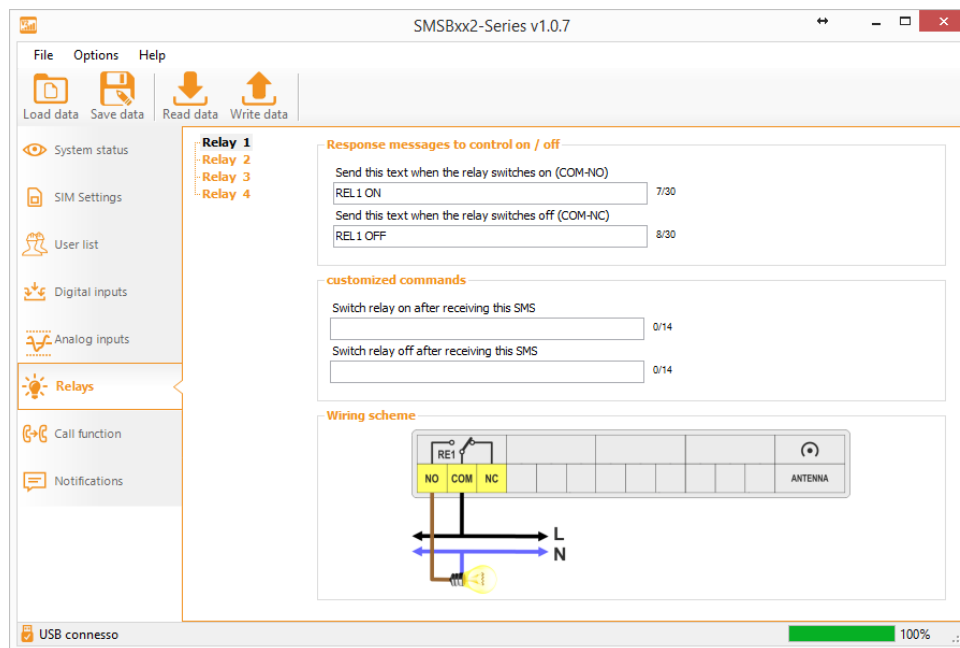 SMSBxx2-Series v1.0.7
File Options Help
Load data Save data Read data Write data
System status
SIM Settings
User list
Digital inputs
Analog inputs
Relays
Call function
Notifications
Relay 1
Relay 2
Relay 3
Relay 4
Response messages to control on / off
Send this text when the relay switches on (COM-NO)
REL1 ON 7/30
Send this text when the relay switches off (COM-NC)
REL1 OFF 8/30
customized commands
Switch relay on after receiving this SMS
0/14
Switch relay off after receiving this SMS
0/14
Wiring scheme
RE1
NO COM NC ANTENNA
L
N
USB connesso 100%